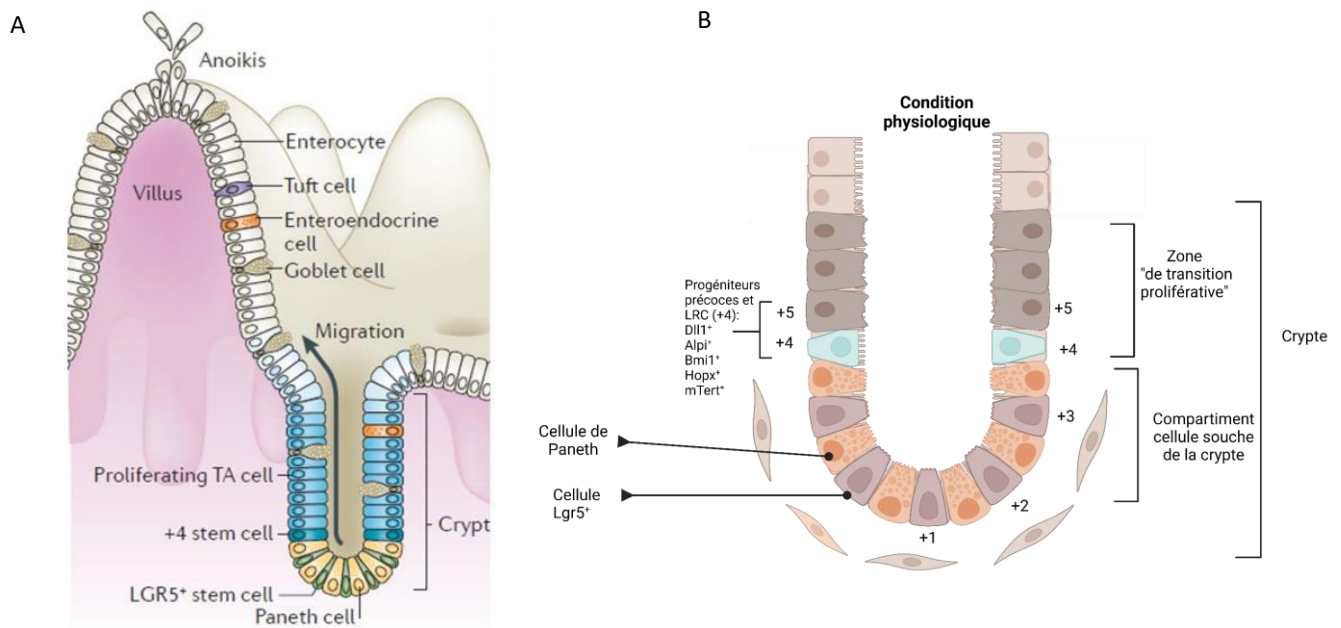 A
Anoikis
Enterocyte
Villus
Tuft cell
Enteroendocrine
cell
Goblet cell
Migration
Proliferating TA cell
+4 stem cell
Crypt
LGR5⁺ stem cell
Paneth cell
B
Condition
physiologique
Zone
"de transition
proliférative"
Progéniteurs
précoces et
LRC (+4):
Dll1⁺
Alpi⁺
Bmi1⁺
Hopx⁺
mTert⁺
+5
+4
+5
+4
+3
+2
+1
Crypte
Compartiment
cellule souche
de la crypte
Cellule de
Paneth
Cellule
Lgr5⁺